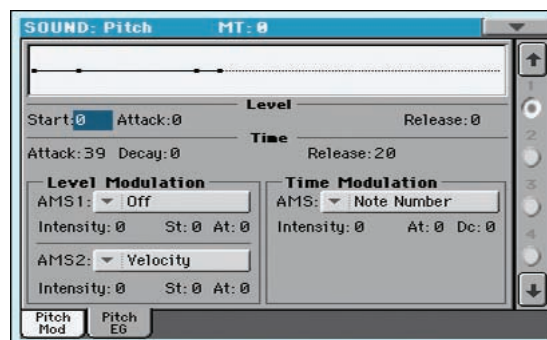 SOUND: Pitch MT: 0
Level
Start:0 Attack:0 Release:0
Time
Attack:39 Decay:0 Release:20
Level Modulation Time Modulation
AMS1: Off AMS: Note Number
Intensity:0 St:0 At:0 Intensity:0 At:0 Dc:0
AMS2: Velocity
Intensity:0 St:0 At:0
Pitch Mod Pitch EG
1
2
3
4